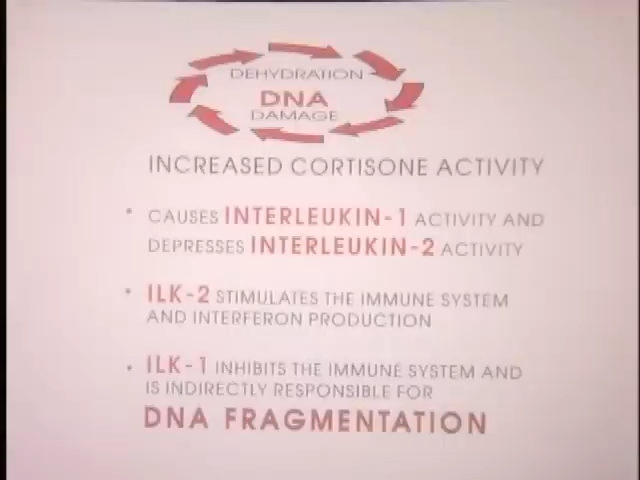 DEHYDRATION
DNA
DAMAGE
INCREASED CORTISONE ACTIVITY
• CAUSES INTERLEUKIN-1 ACTIVITY AND
DEPRESSES INTERLEUKIN-2 ACTIVITY
• ILK-2 STIMULATES THE IMMUNE SYSTEM
AND INTERFERON PRODUCTION
• ILK-1 INHIBITS THE IMMUNE SYSTEM AND
IS INDIRECTLY RESPONSIBLE FOR
DNA FRAGMENTATION